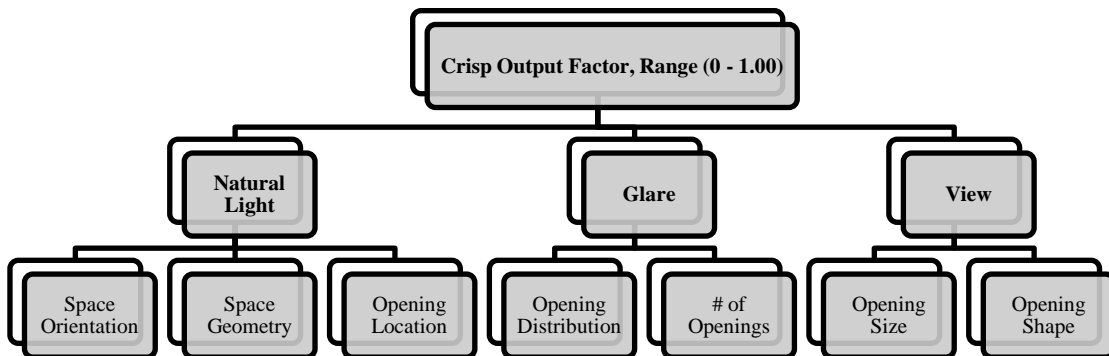 Crisp Output Factor, Range (0 - 1.00)
Natural
Light
Glare
View
Space
Orientation
Space
Geometry
Opening
Location
Opening
Distribution
# of
Openings
Opening
Size
Opening
Shape